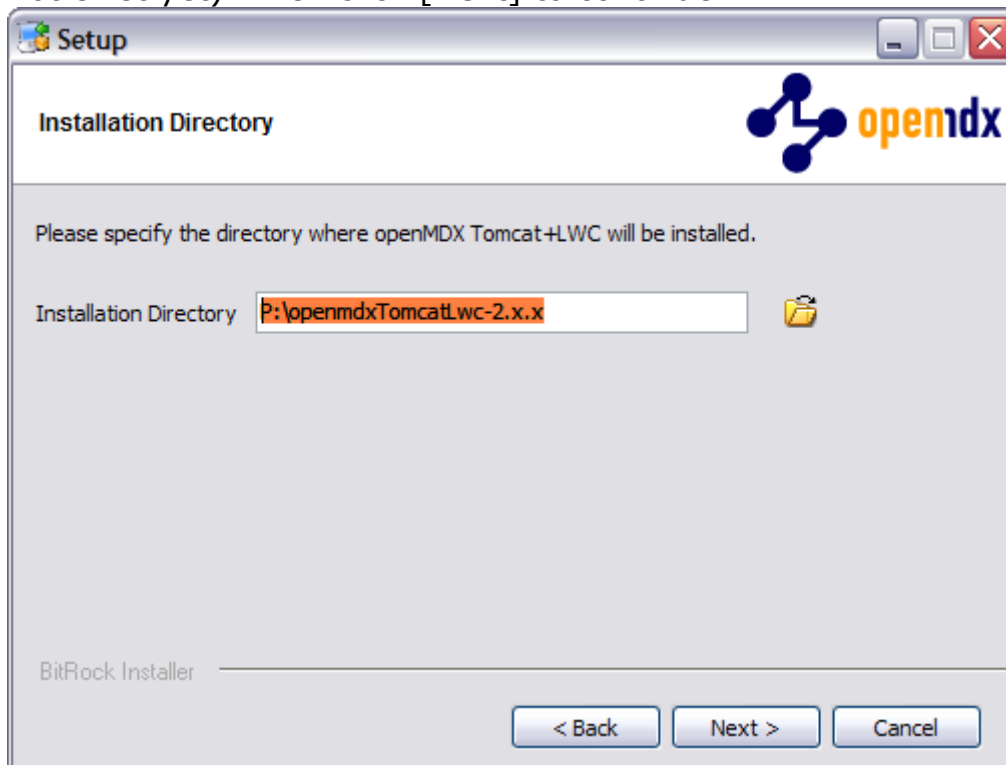 Setup
Installation Directory
openmdx
Please specify the directory where openMDX Tomcat+LWC will be installed.
Installation Directory P:\openmdxTomcatLwc-2.x.x
BitRock Installer
< Back Next > Cancel